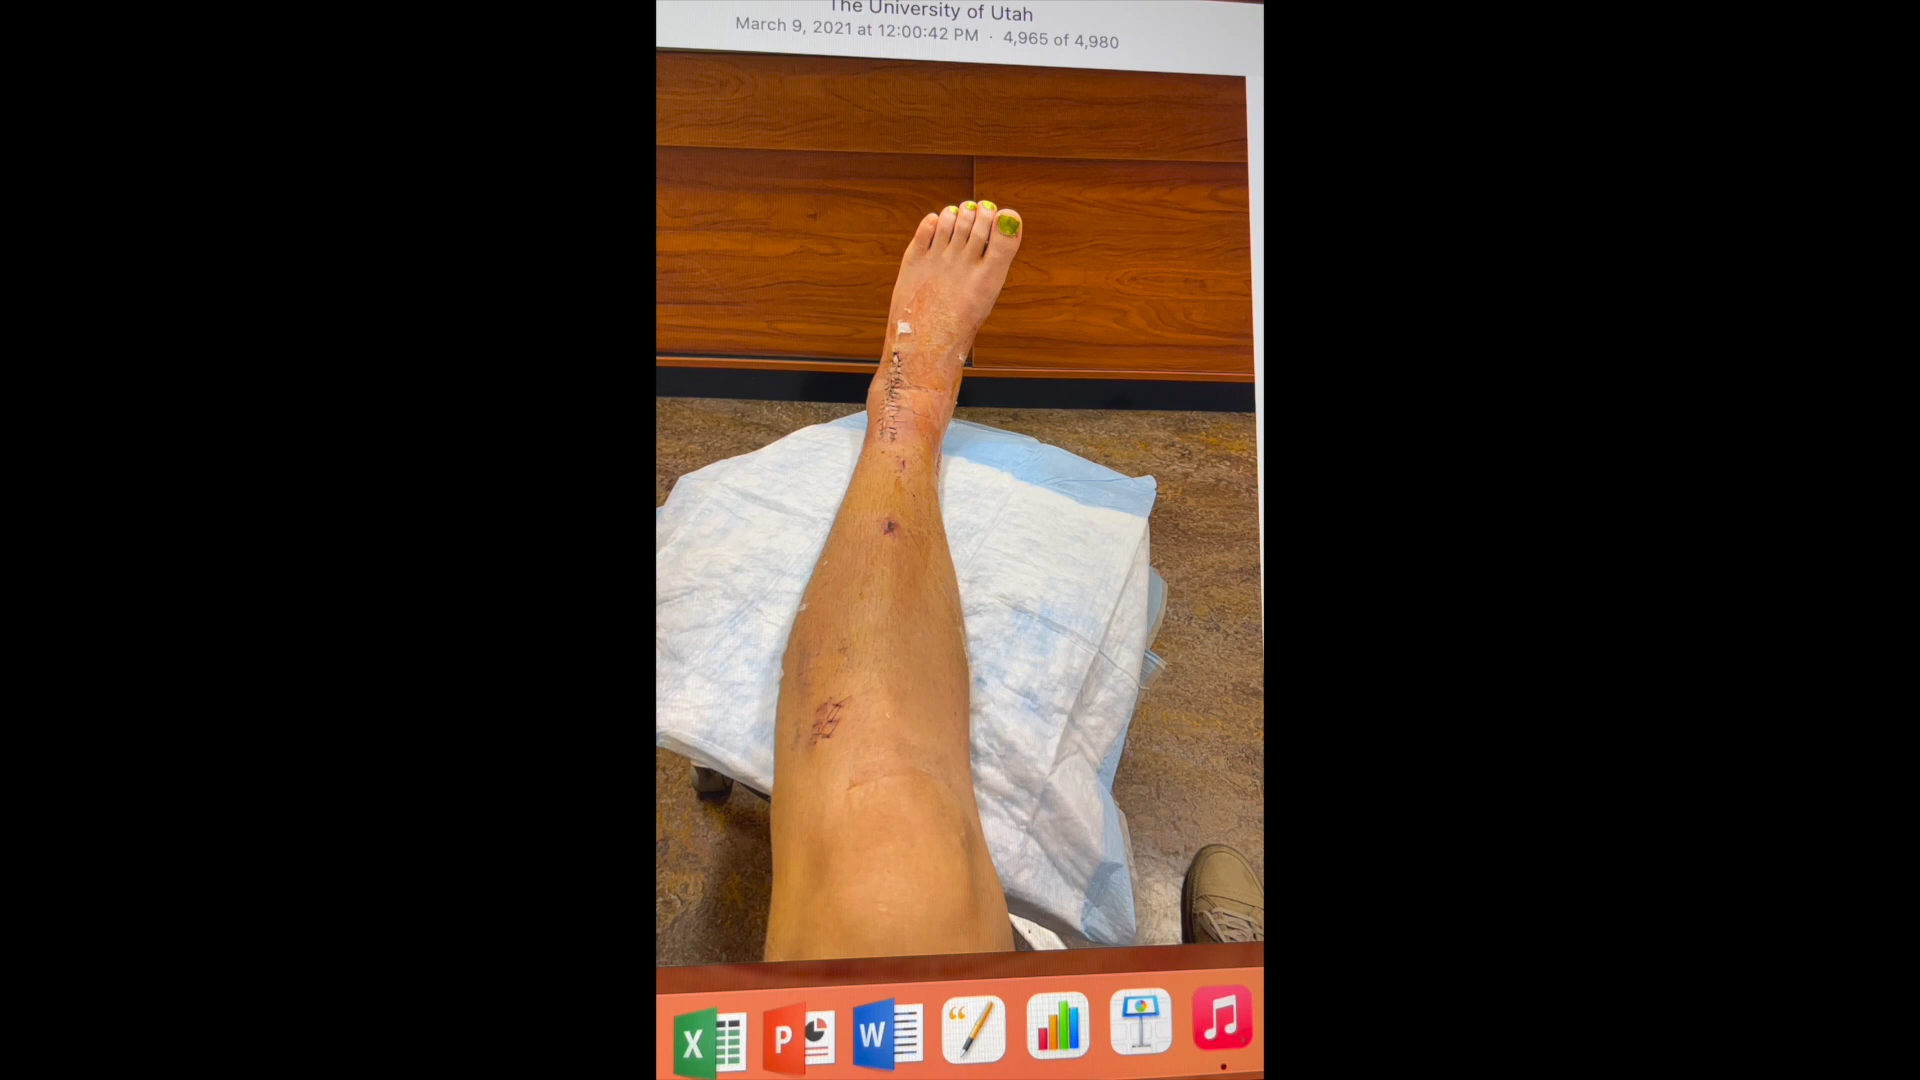 The University of Utah
March 9, 2021 at 12:00:42 PM · 4,965 of 4,980
X
P
W